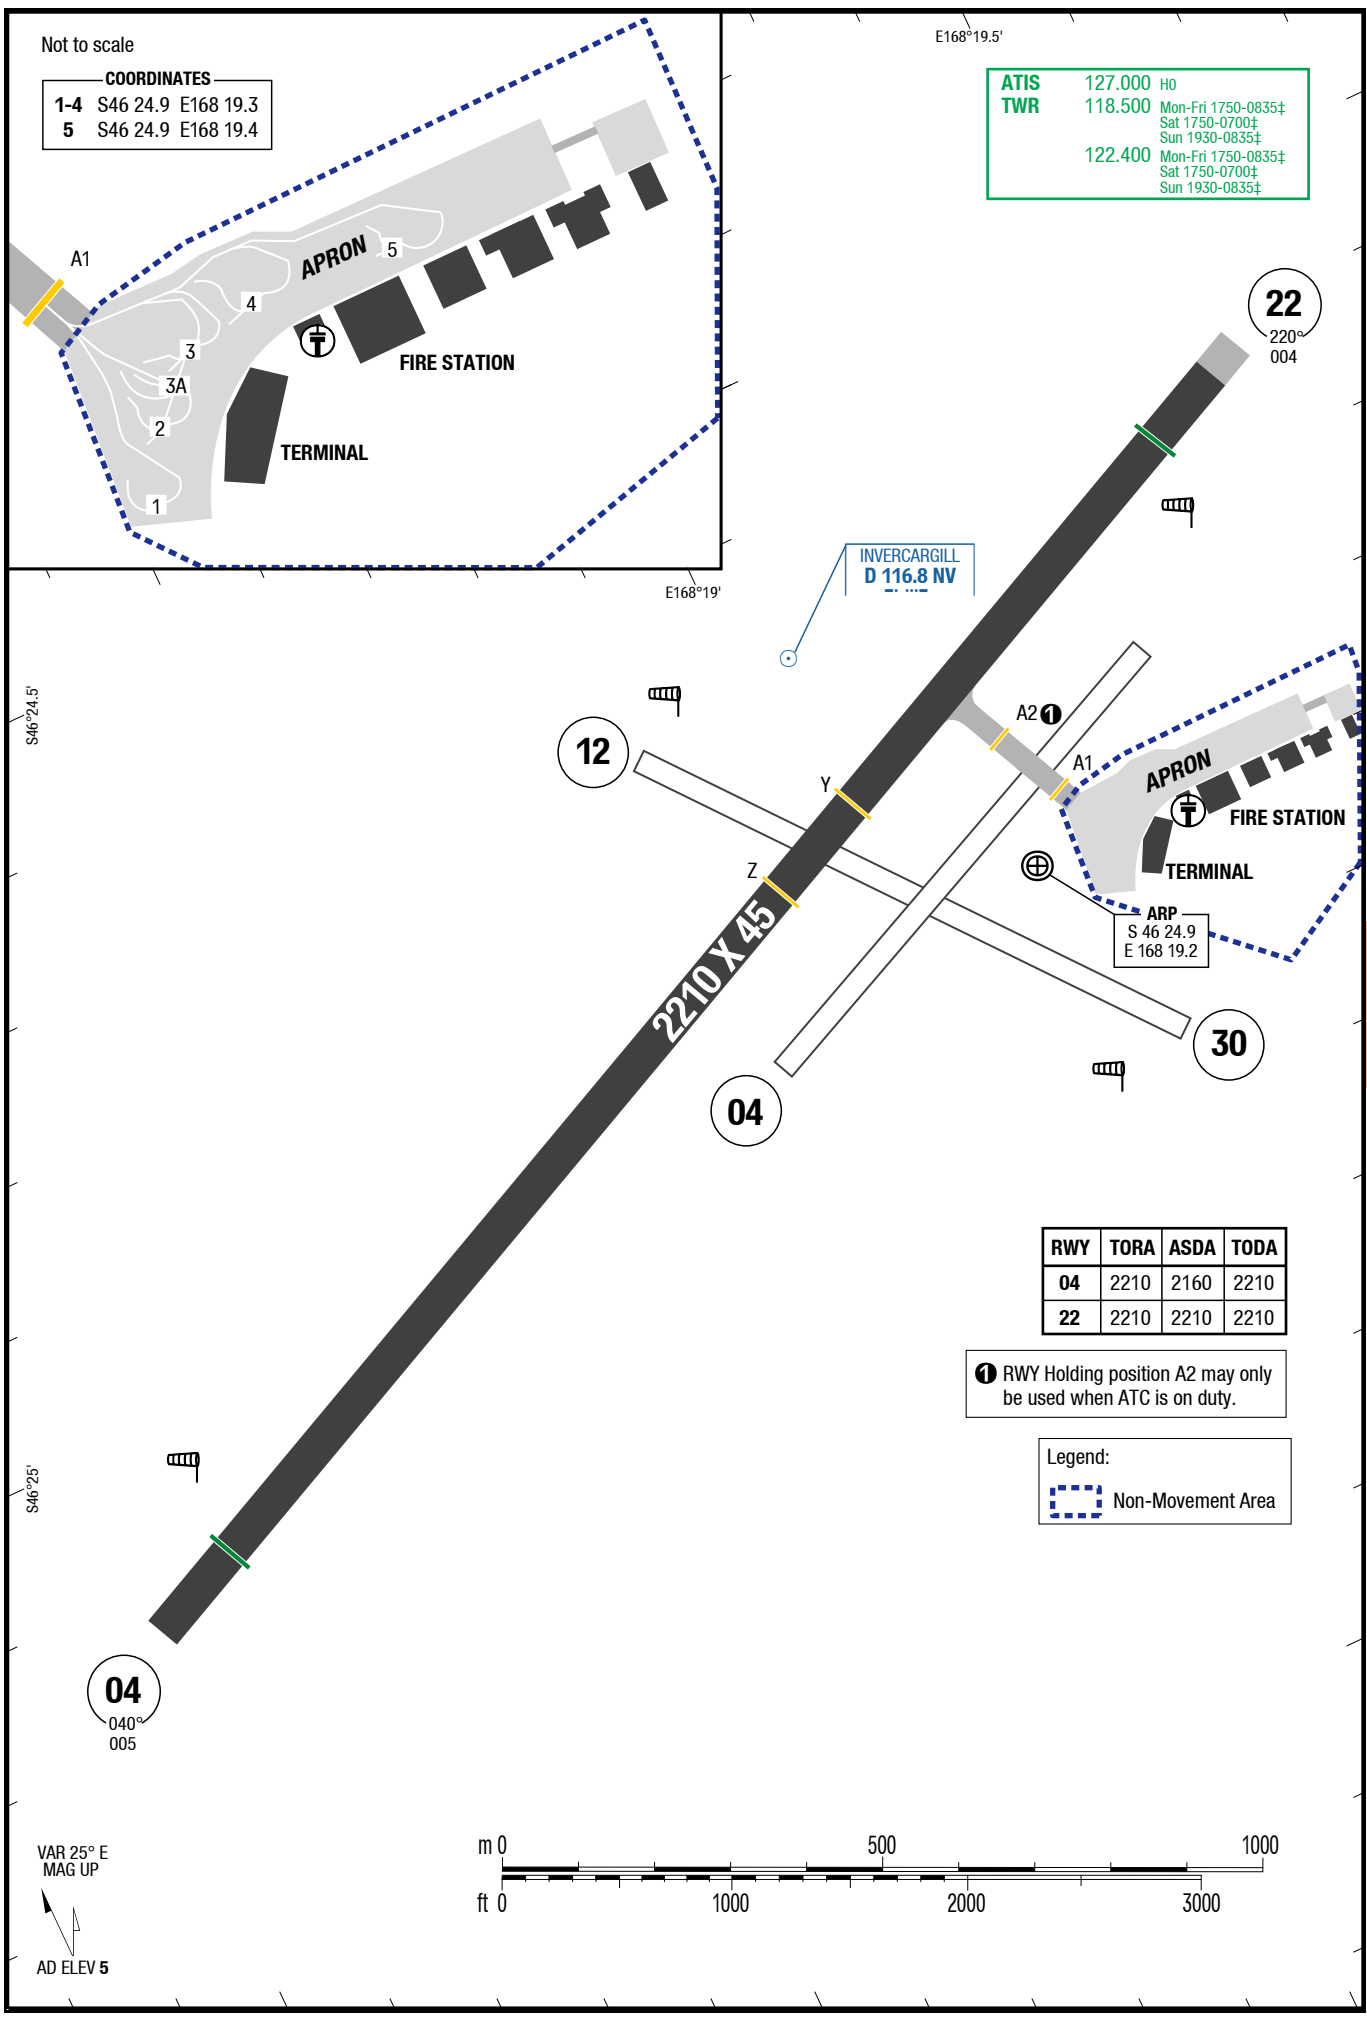 Not to scale
COORDINATES
1-4 S46 24.9 E168 19.3
5 S46 24.9 E168 19.4
A1
APRON
5
4
3
3A
2
1
FIRE STATION
TERMINAL
E168°19.5'
ATIS 127.000 H0
TWR 118.500 Mon-Fri 1750-0835‡
Sat 1750-0700‡
Sun 1930-0835‡
122.400 Mon-Fri 1750-0835‡
Sat 1750-0700‡
Sun 1930-0835‡
22
220°
004
INVERCARGILL
D 116.8 NV
E168°19'
S46°24.5'
12
A2 1
A1
Y
APRON
FIRE STATION
Z
TERMINAL
ARP
S 46 24.9
E 168 19.2
2210 X 45
30
04
RWY TORA ASDA TODA
04 2210 2160 2210
22 2210 2210 2210
1 RWY Holding position A2 may only
be used when ATC is on duty.
Legend:
Non-Movement Area
S46°25'
04
040°
005
VAR 25° E
MAG UP
AD ELEV 5
m 0 500 1000
ft 0 1000 2000 3000